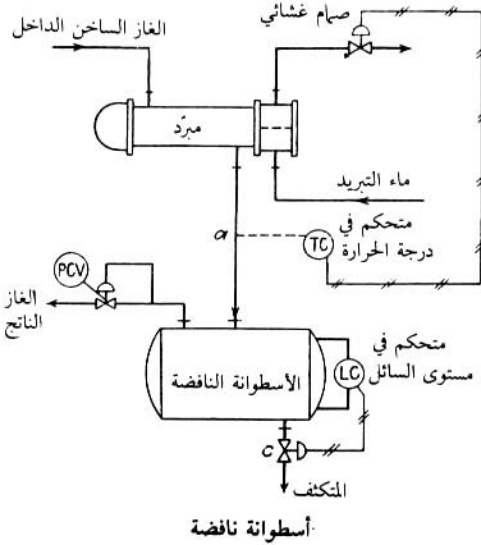 الغاز الساخن الداخل
صمام غشائي
مبرّد
ماء التبريد
متحكم في
درجة الحرارة
TC
a
PCV
الغاز
الناتج
متحكم في
مستوى السائل
LC
الأسطوانة النافضة
C
المتكثف
أسطوانة نافضة